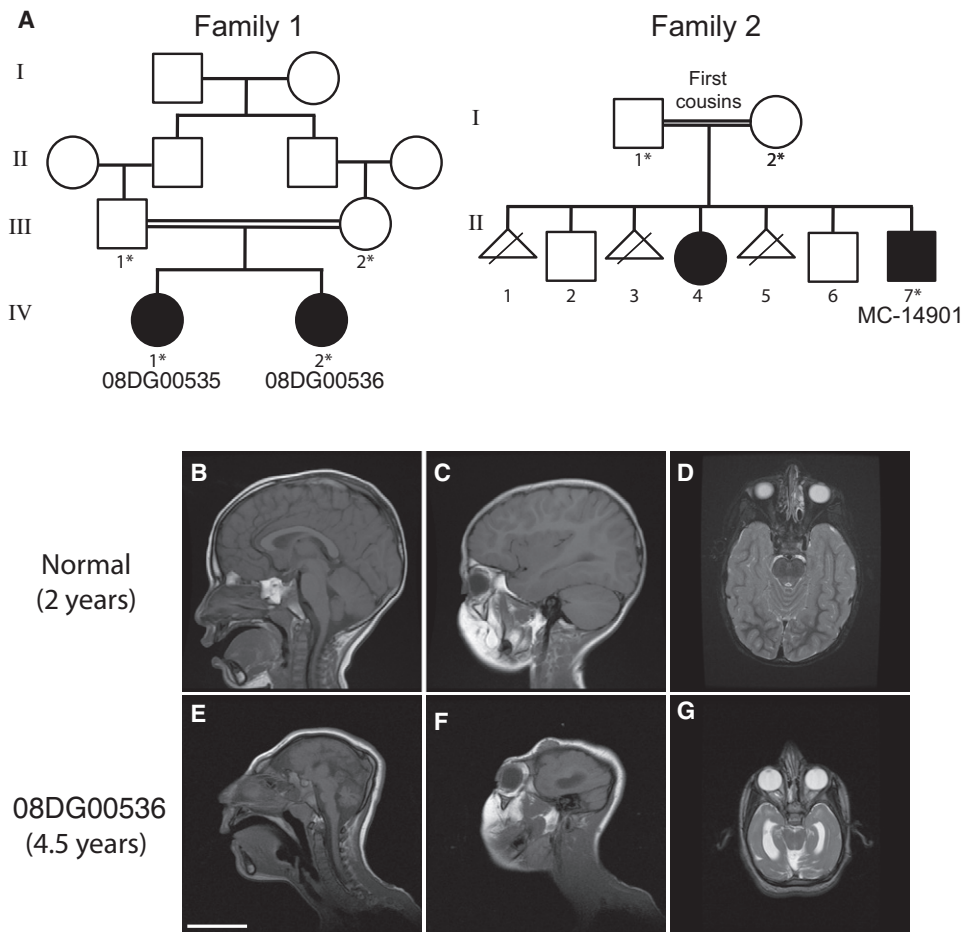 A
Family 1
I
II
III
1*
2*
IV
1*
2*
08DG00535
08DG00536
Family 2
First
cousins
I
1*
2*
II
1
2
3
4
5
6
7*
MC-14901
Normal
(2 years)
B
C
D
08DG00536
(4.5 years)
E
F
G